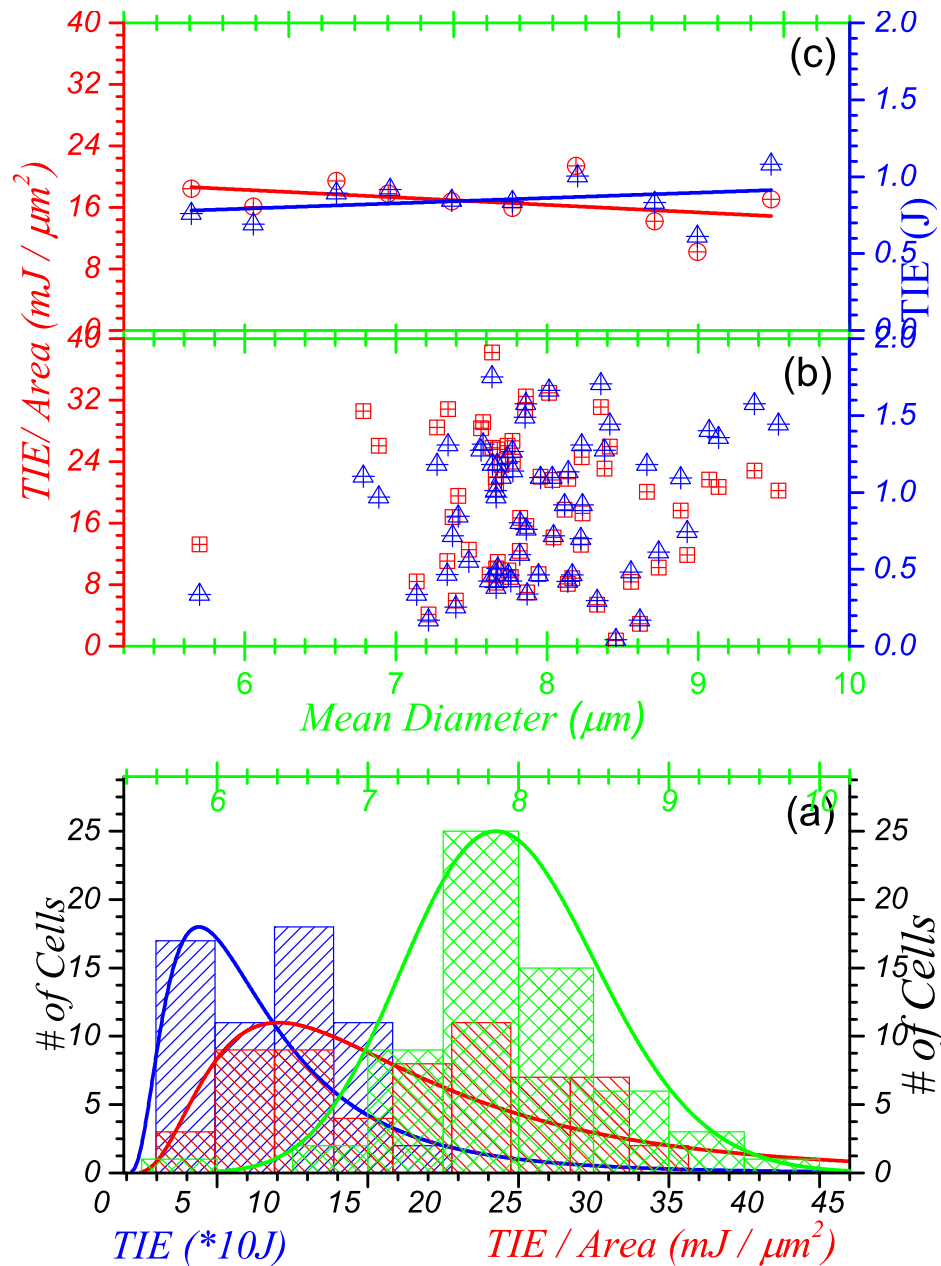 (c)
40
32
24
16
8
0
TIE/ Area (mJ / μm²)
2.0
1.5
1.0
0.5
0.0
TIE(J)
(b)
40
32
24
16
8
0
2.0
1.5
1.0
0.5
0.0
6 7 8 9 10
Mean Diameter (μm)
6 7 8 9 10
(a)
25
20
15
10
5
0
# of Cells
25
20
15
10
5
0
# of Cells
0 5 10 15 20 25 30 35 40 45
TIE (*10J)
TIE / Area (mJ / μm²)